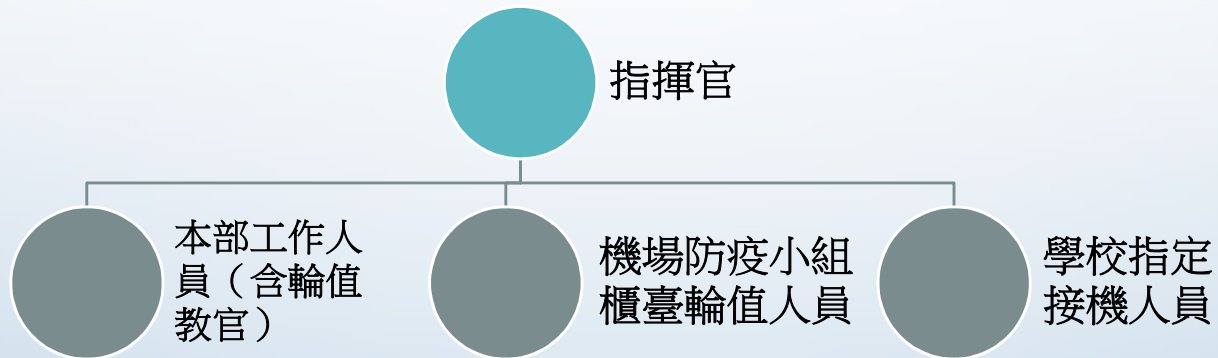 指揮官
本部工作人
員（含輪值
教官）
機場防疫小組
櫃臺輪值人員
學校指定
接機人員